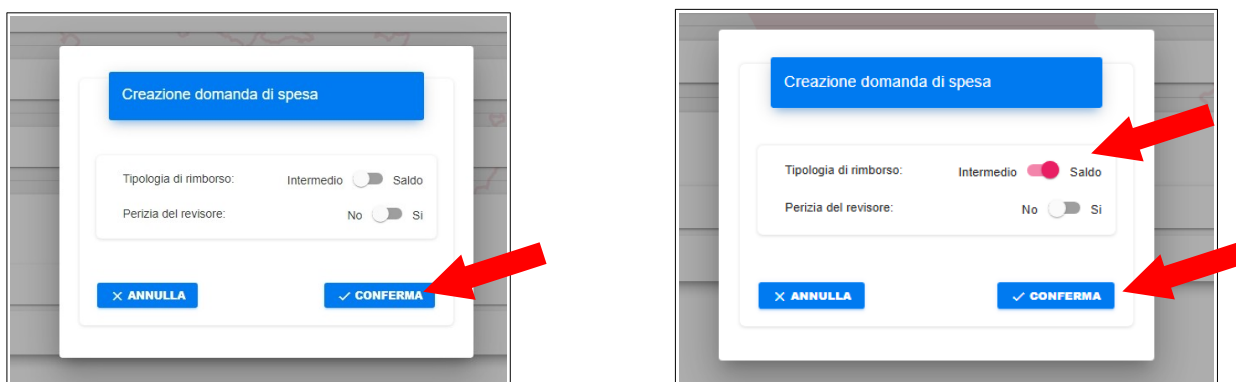 Creazione domanda di spesa
Tipologia di rimborso: Intermedio Saldo
Perizia del revisore: No Si
× ANNULLA ✓ CONFERMA
Creazione domanda di spesa
Tipologia di rimborso: Intermedio Saldo
Perizia del revisore: No Si
× ANNULLA ✓ CONFERMA